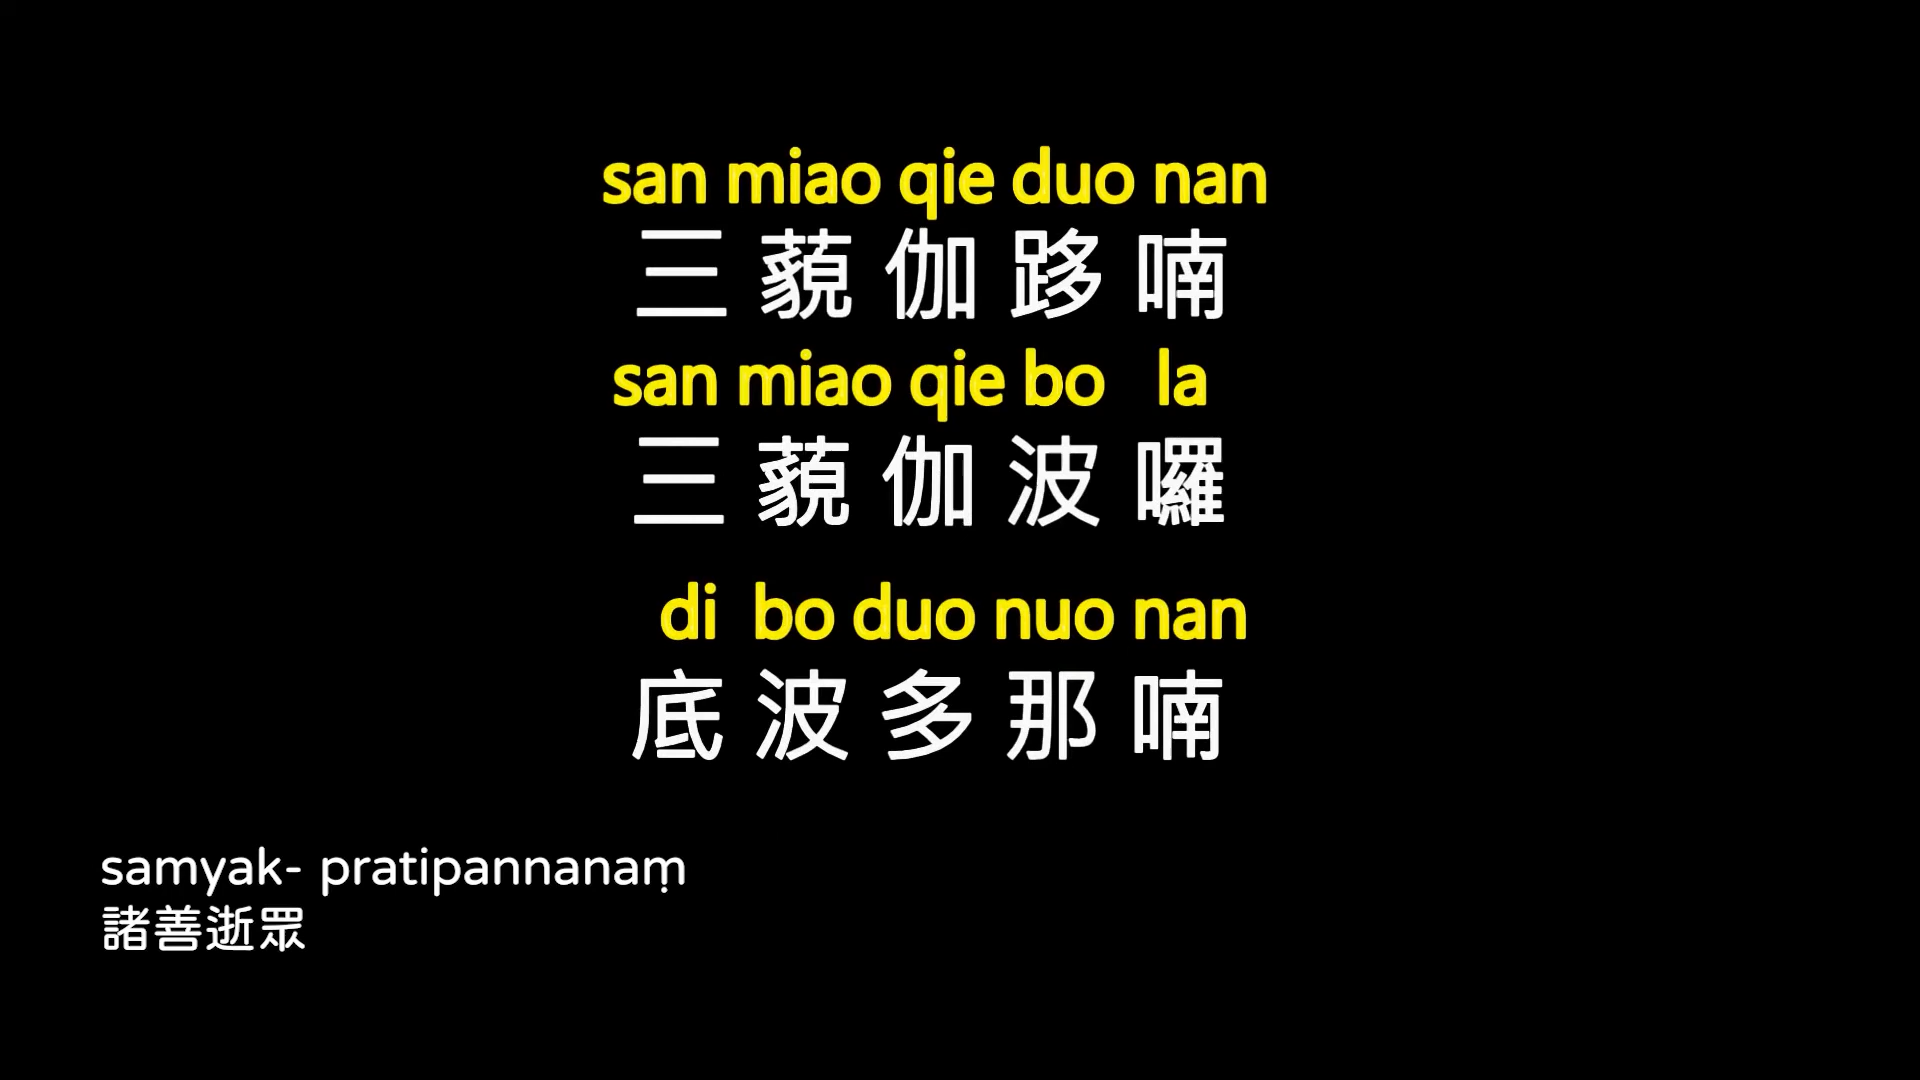 san miao qie duo nan
三藐伽跢喃
san miao qie bo la
三藐伽波囉
di bo duo nuo nan
底波多那喃
samyak- pratipannanaṃ
諸善逝眾